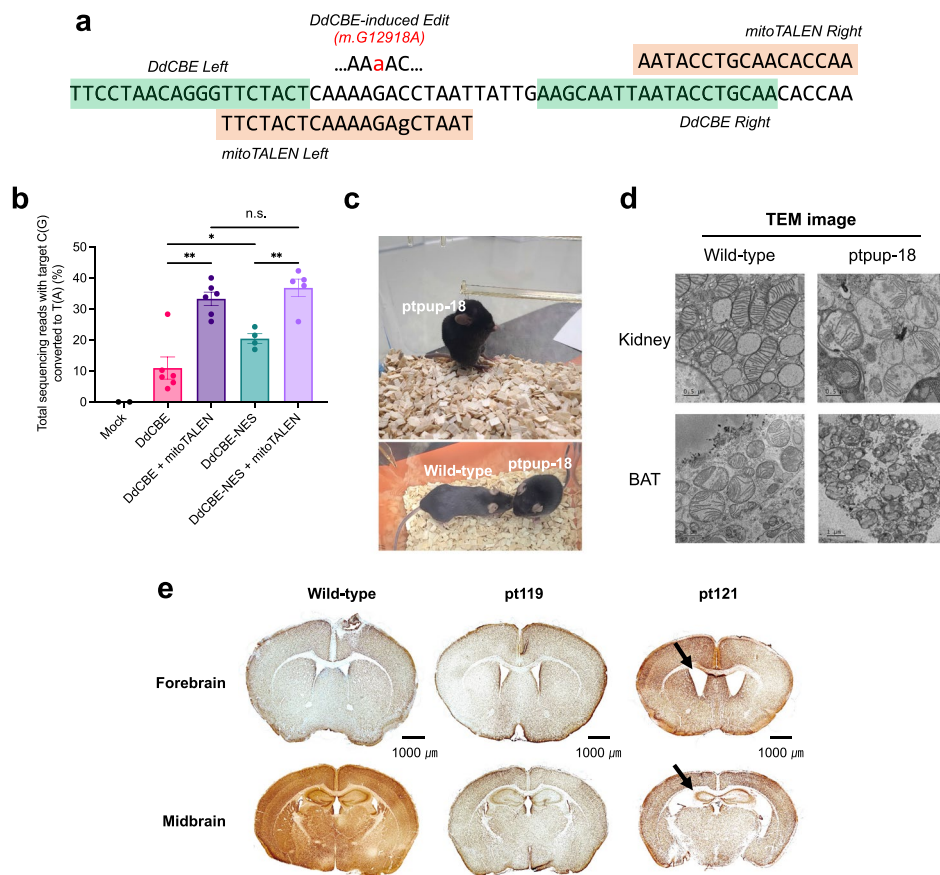 a
DdCBE-induced Edit
(m.G12918A)
...AAaAC...
mitoTALEN Right
AATACCTGCAACACCAA
DdCBE Left
TTCCTAACAGGGTTCTACTCAAAAGACCTAATTATTGAAGCAATTAATACCTGCAACACCAA
TTCTACTCAAAAGAgCTAAT
DdCBE Right
mitoTALEN Left
b
Total sequencing reads with target C(G)
converted to T(A) (%)
50
40
30
20
10
0
n.s.
*
**
**
Mock
DdCBE
DdCBE + mitoTALEN
DdCBE-NES
DdCBE-NES + mitoTALEN
c
ptpup-18
Wild-type
ptpup-18
d
TEM image
Wild-type
ptpup-18
Kidney
BAT
e
Wild-type
pt119
pt121
Forebrain
1000 μm
1000 μm
1000 μm
Midbrain